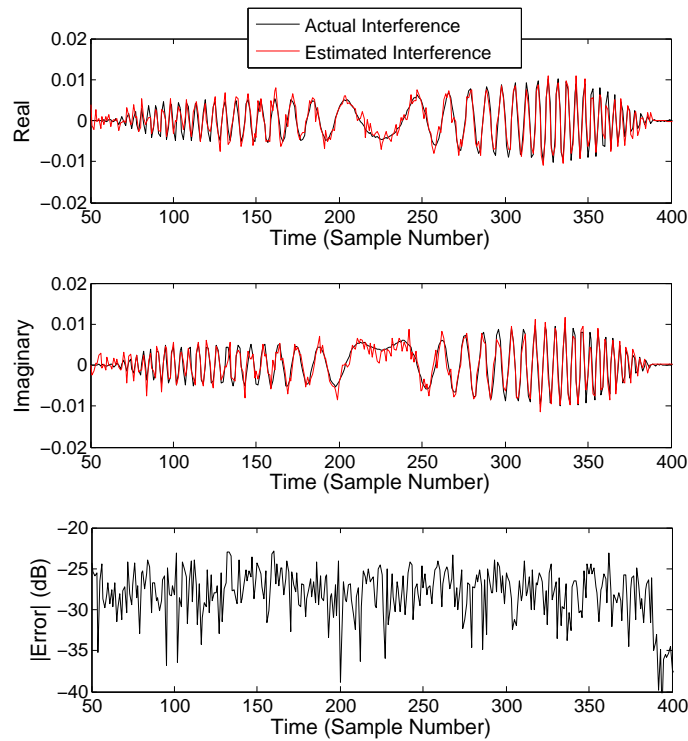 Actual Interference
Estimated Interference
0.02
0.01
0
−0.01
−0.02
Real
50 100 150 200 250 300 350 400
Time (Sample Number)
0.02
0.01
0
−0.01
−0.02
Imaginary
50 100 150 200 250 300 350 400
Time (Sample Number)
−20
−25
−30
−35
−40
|Error| (dB)
50 100 150 200 250 300 350 400
Time (Sample Number)